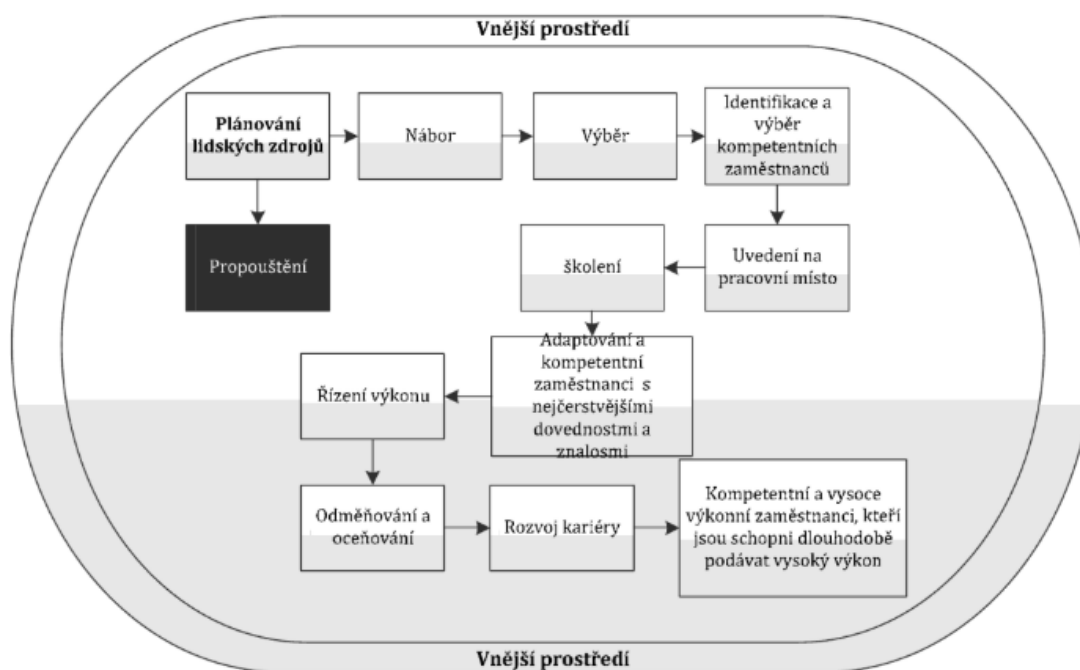 Vnější prostředí
Plánování
lidských zdrojů
Nábor
Výběr
Identifikace a
výběr
kompetentních
zaměstnanců
Propouštění
školení
Uvedení na
pracovní místo
Adaptování a
kompetentní
zaměstnanci s
nejčerstvějšími
dovednostmi a
znalosmi
Řízení výkonu
Odměňování a
oceňování
Rozvoj kariéry
Kompetentní a vysoce
výkonní zaměstnanci, kteří
jsou schopni dlouhodobě
podávat vysoký výkon
Vnější prostředí